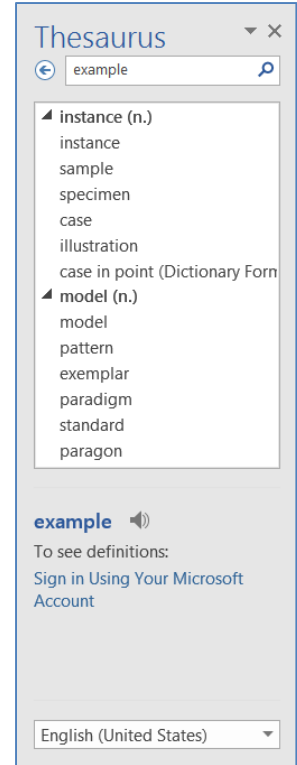 Thesaurus
example
instance (n.)
instance
sample
specimen
case
illustration
case in point (Dictionary Form
model (n.)
model
pattern
exemplar
paradigm
standard
paragon
example
To see definitions:
Sign in Using Your Microsoft
Account
English (United States)